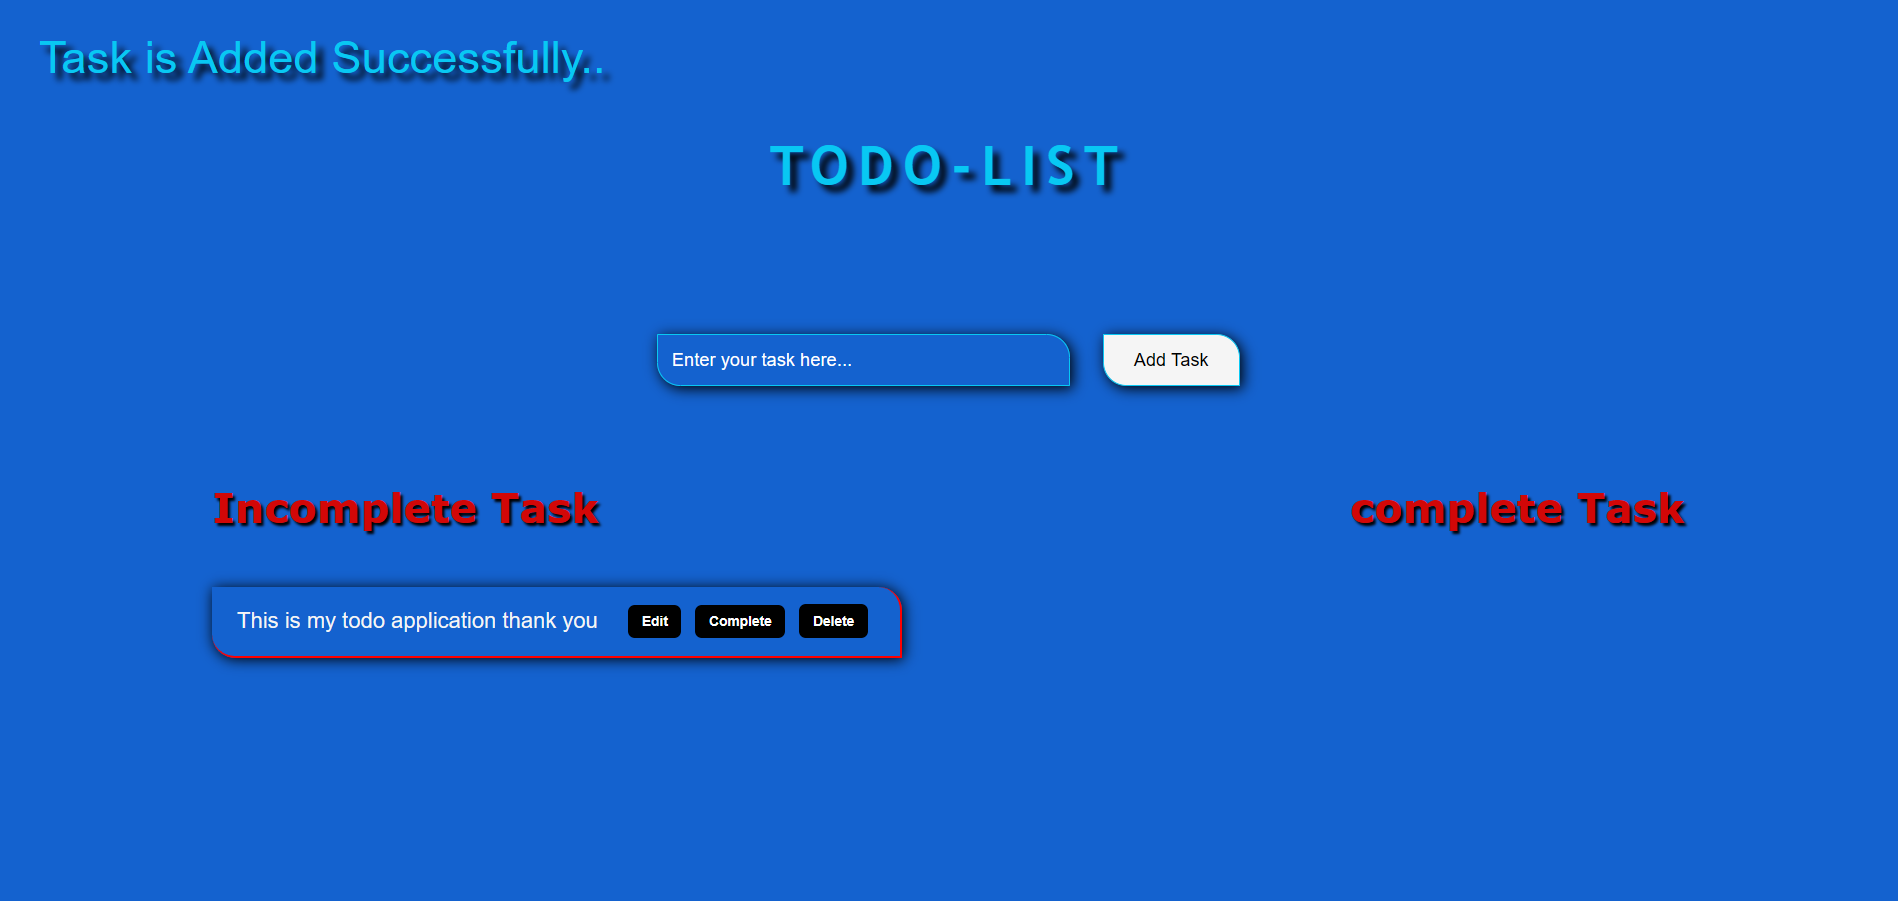 Task is Added Successfully..
TODO-LIST
Enter your task here...
Add Task
Incomplete Task
complete Task
This is my todo application thank you
Edit
Complete
Delete